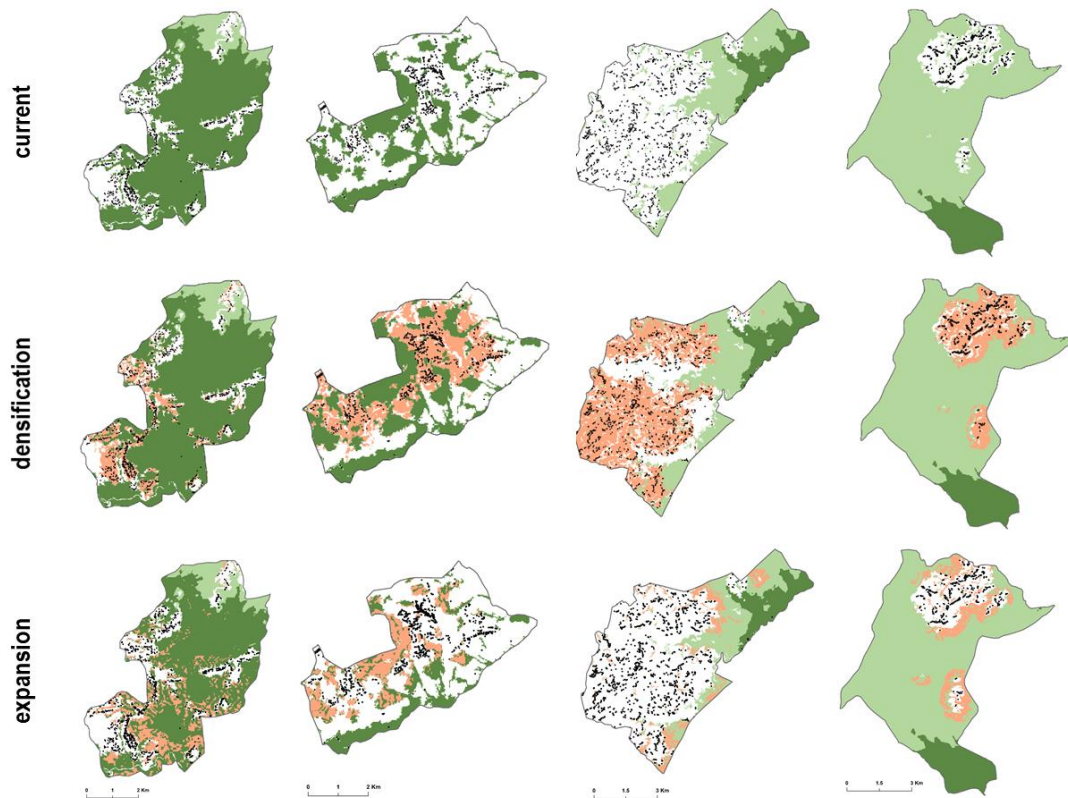 current
densification
expansion
0 1 2 Km
0 1 2 Km
0 1.5 3 Km
0 1.5 3 Km